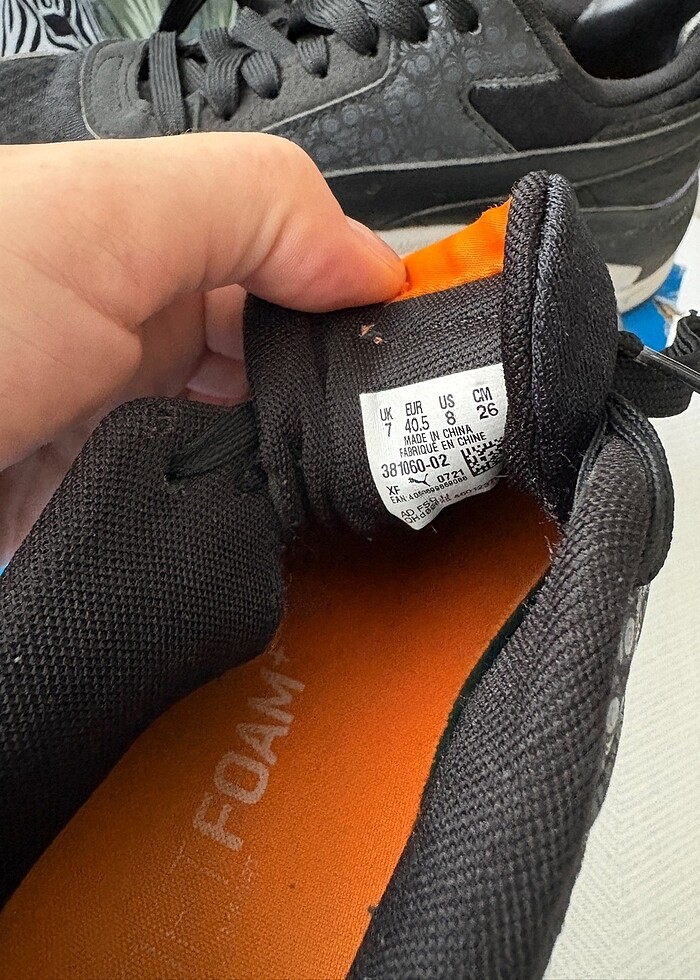 UK EUR US CM
7 40.5 8 26
MADE IN CHINA
FABRIQUÉ EN CHINE
381060-02
XF 0721
FOAM+